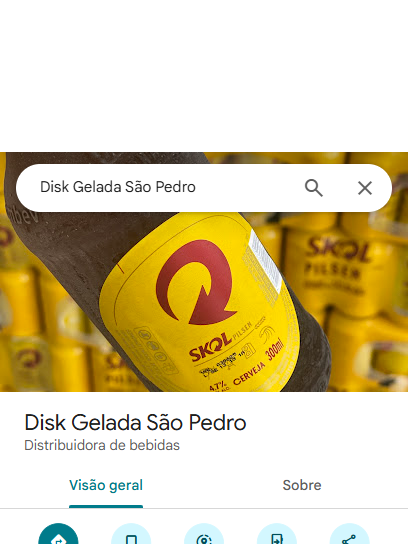 Disk Gelada São Pedro
SKOL
PILSEN
SKOL
PILSEN
4,7%
CERVEJA 300ml
Disk Gelada São Pedro
Distribuidora de bebidas
Visão geral
Sobre